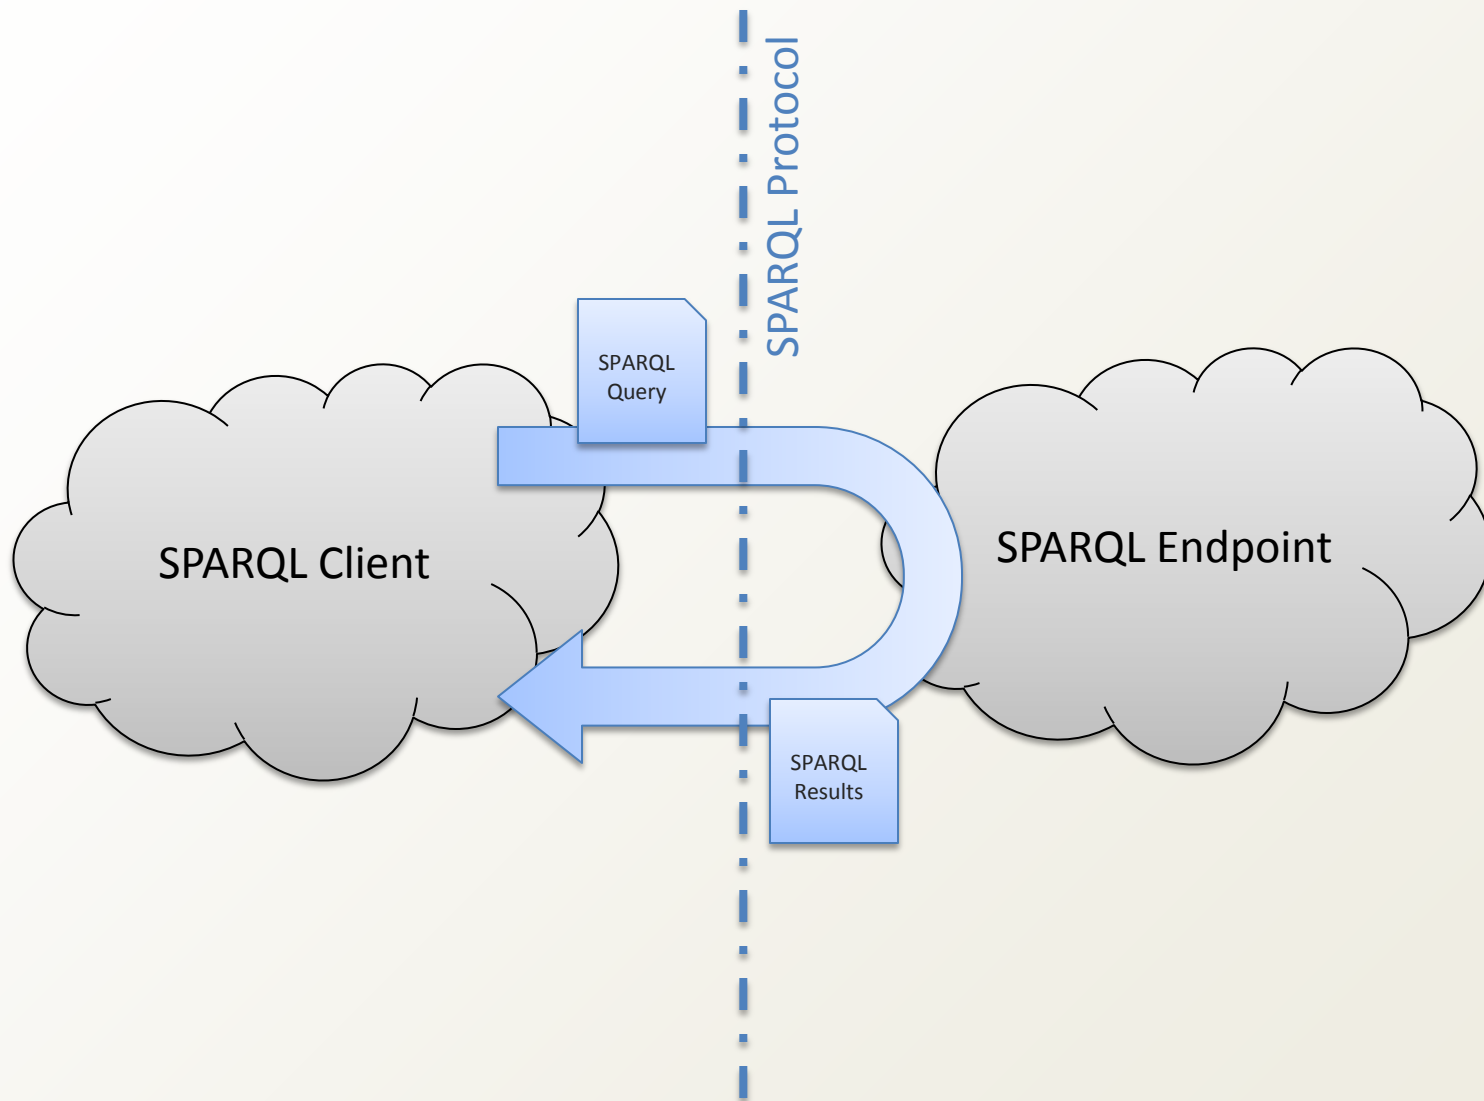 SPARQL Protocol
SPARQL
Query
SPARQL Client
SPARQL Endpoint
SPARQL
Results